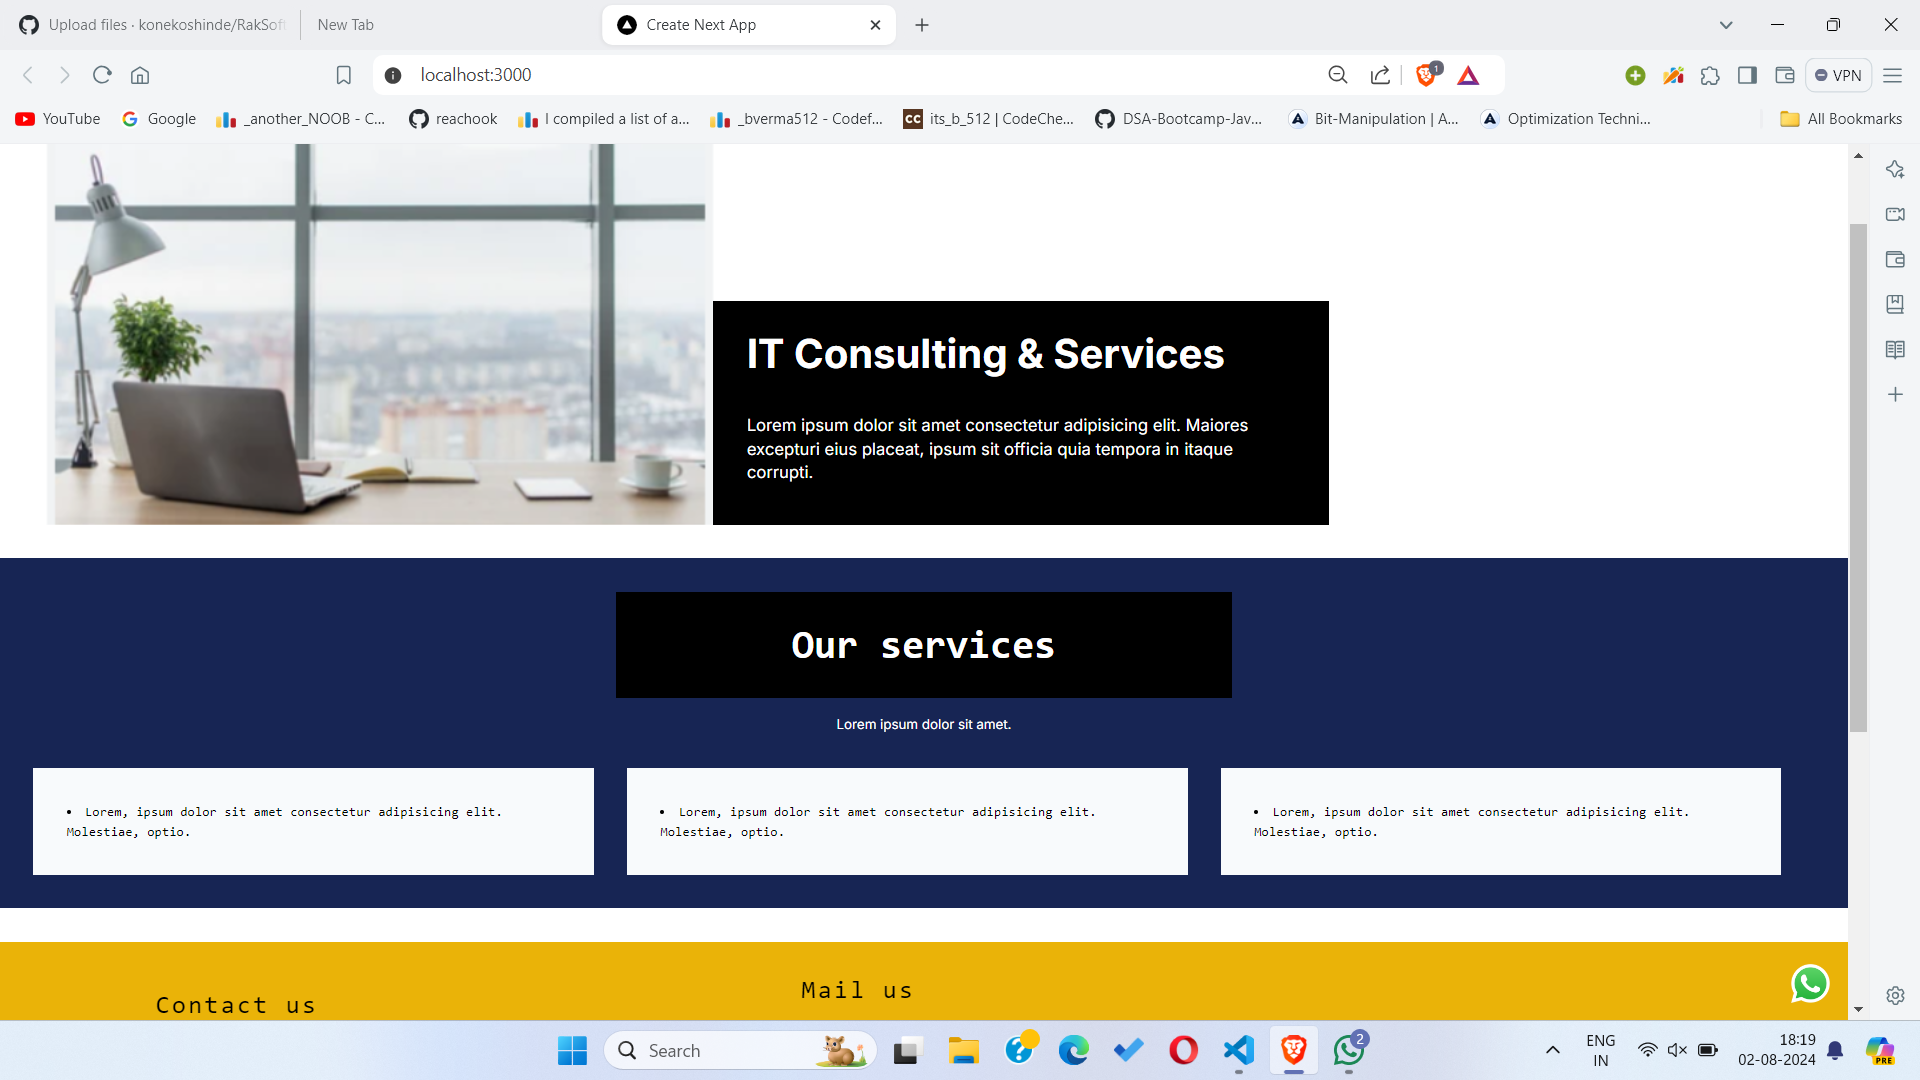 Upload files · konekoshinde/RakSoft
New Tab
Create Next App
localhost:3000
1
VPN
YouTube
Google
_another_NOOB - C...
reachook
I compiled a list of a...
_bverma512 - Codef...
CC
its_b_512 | CodeChe...
DSA-Bootcamp-Jav...
Bit-Manipulation | A...
Optimization Techni...
All Bookmarks
IT Consulting & Services
Lorem ipsum dolor sit amet consectetur adipisicing elit. Maiores
excepturi eius placeat, ipsum sit officia quia tempora in itaque
corrupti.
Our services
Lorem ipsum dolor sit amet.
• Lorem, ipsum dolor sit amet consectetur adipisicing elit.
Molestiae, optio.
• Lorem, ipsum dolor sit amet consectetur adipisicing elit.
Molestiae, optio.
• Lorem, ipsum dolor sit amet consectetur adipisicing elit.
Molestiae, optio.
Contact us
Mail us
Search
2
ENG
IN
18:19
02-08-2024
PRE